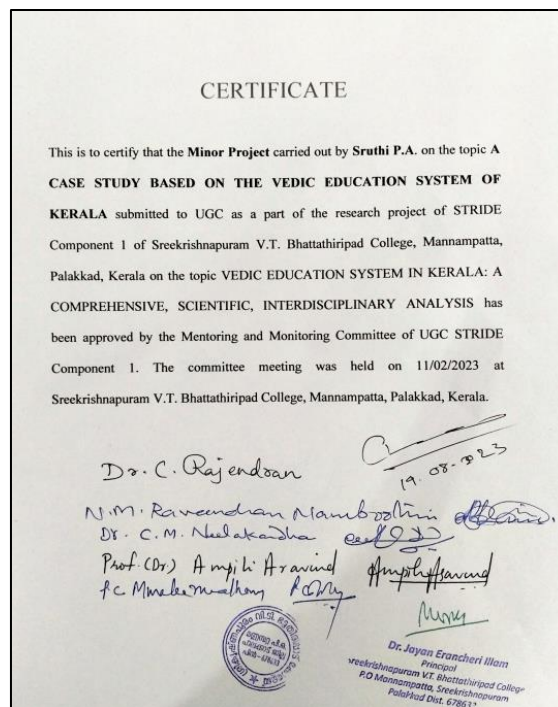 CERTIFICATE
This is to certify that the Minor Project carried out by Sruthi P.A. on the topic A
CASE STUDY BASED ON THE VEDIC EDUCATION SYSTEM OF
KERALA submitted to UGC as a part of the research project of STRIDE
Component 1 of Sreekrishnapuram V.T. Bhattathiripad College, Mannampatta,
Palakkad, Kerala on the topic VEDIC EDUCATION SYSTEM IN KERALA: A
COMPREHENSIVE, SCIENTIFIC, INTERDISCIPLINARY ANALYSIS has
been approved by the Mentoring and Monitoring Committee of UGC STRIDE
Component 1. The committee meeting was held on 11/02/2023 at
Sreekrishnapuram V.T. Bhattathiripad College, Mannampatta, Palakkad, Kerala.
Dr. C. Rajendran
N.M. Raveendran Namboothiri
Dr. C.M. Neelakandha
Prof. (Dr.) Ampili Aravind Ampili Aravind
Dr. Jayan Erancheri Illam
Principal
Sreekrishnapuram V.T. Bhattathiripad College
P.O Mannampatta, Sreekrishnapuram
Palakkad Dist. 678632